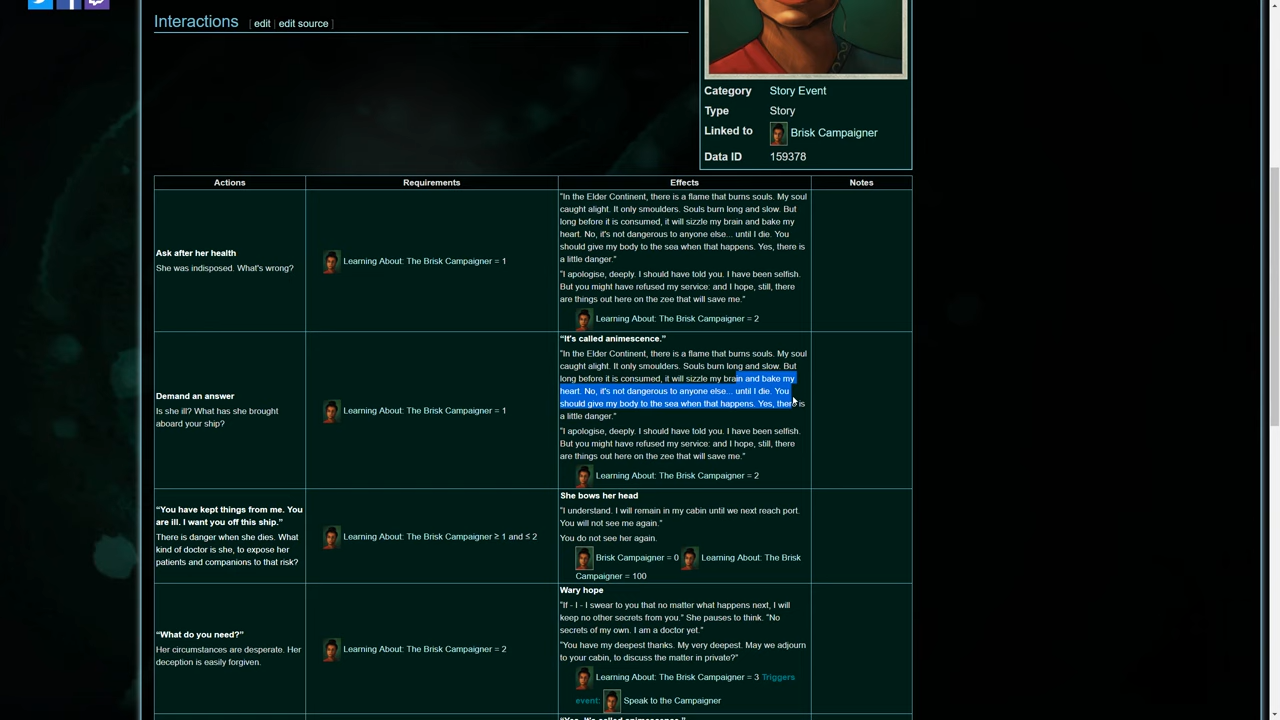 Interactions [ edit | edit source ]
Category Story Event
Type Story
Linked to Brisk Campaigner
Data ID 159378
Actions Requirements Effects Notes
Ask after her health
She was indisposed. What's wrong?
Learning About: The Brisk Campaigner = 1
"In the Elder Continent, there is a flame that burns souls. My soul
caught alight. It only smoulders. Souls burn long and slow. But
long before it is consumed, it will sizzle my brain and bake my
heart. No, it's not dangerous to anyone else... until I die. You
should give my body to the sea when that happens. Yes, there is
a little danger."
"I apologise, deeply. I should have told you. I have been selfish.
But you might have refused my service: and I hope, still, there
are things out here on the zee that will save me."
Learning About: The Brisk Campaigner = 2
Demand an answer
Is she ill? What has she brought
aboard your ship?
Learning About: The Brisk Campaigner = 1
“It's called animescence.”
"In the Elder Continent, there is a flame that burns souls. My soul
caught alight. It only smoulders. Souls burn long and slow. But
long before it is consumed, it will sizzle my brain and bake my
heart. No, it's not dangerous to anyone else... until I die. You
should give my body to the sea when that happens. Yes, there is
a little danger."
"I apologise, deeply. I should have told you. I have been selfish.
But you might have refused my service: and I hope, still, there
are things out here on the zee that will save me."
Learning About: The Brisk Campaigner = 2
“You have kept things from me. You
are ill. I want you off this ship.”
There is danger when she dies. What
kind of doctor is she, to expose her
patients and companions to that risk?
Learning About: The Brisk Campaigner ≥ 1 and ≤ 2
She bows her head
"I understand. I will remain in my cabin until we next reach port.
You will not see me again."
You do not see her again.
Brisk Campaigner = 0 Learning About: The Brisk
Campaigner = 100
“What do you need?”
Her circumstances are desperate. Her
deception is easily forgiven.
Learning About: The Brisk Campaigner = 2
Wary hope
"If - I - I swear to you that no matter what happens next, I will
keep no other secrets from you." She pauses to think. "No
secrets of my own. I am a doctor yet."
"You have my deepest thanks. My very deepest. May we adjourn
to your cabin, to discuss the matter in private?"
Learning About: The Brisk Campaigner = 3 Triggers
event: Speak to the Campaigner
“Yes. It's called animescence.”